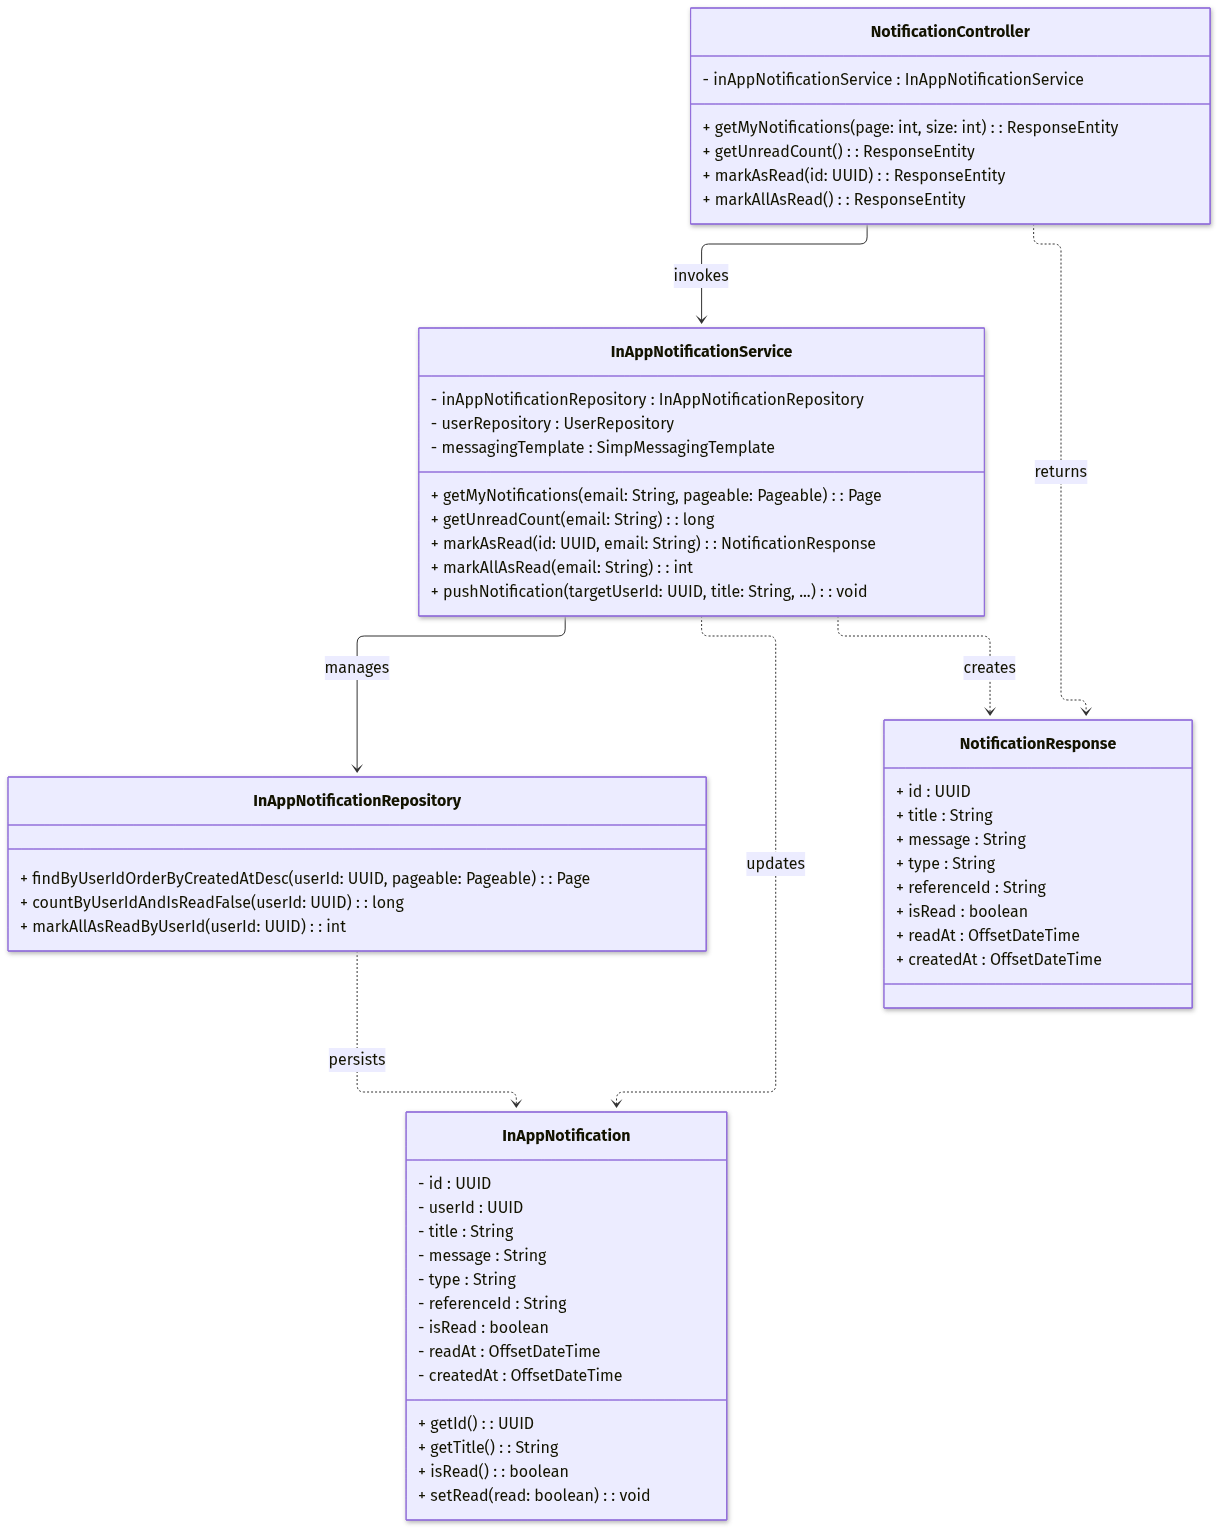 NotificationController
- inAppNotificationService : InAppNotificationService
+ getMyNotifications(page: int, size: int) : : ResponseEntity
+ getUnreadCount() : : ResponseEntity
+ markAsRead(id: UUID) : : ResponseEntity
+ markAllAsRead() : : ResponseEntity
invokes
InAppNotificationService
- inAppNotificationRepository : InAppNotificationRepository
- userRepository : UserRepository
- messagingTemplate : SimpMessagingTemplate
+ getMyNotifications(email: String, pageable: Pageable) : : Page
+ getUnreadCount(email: String) : : long
+ markAsRead(id: UUID, email: String) : : NotificationResponse
+ markAllAsRead(email: String) : : int
+ pushNotification(targetUserId: UUID, title: String, ...) : : void
returns
manages
creates
NotificationResponse
+ id : UUID
+ title : String
+ message : String
+ type : String
+ referenceId : String
+ isRead : boolean
+ readAt : OffsetDateTime
+ createdAt : OffsetDateTime
InAppNotificationRepository
+ findByUserIdOrderByCreatedAtDesc(userId: UUID, pageable: Pageable) : : Page
+ countByUserIdAndIsReadFalse(userId: UUID) : : long
+ markAllAsReadByUserId(userId: UUID) : : int
updates
persists
InAppNotification
- id : UUID
- userId : UUID
- title : String
- message : String
- type : String
- referenceId : String
- isRead : boolean
- readAt : OffsetDateTime
- createdAt : OffsetDateTime
+ getId() : : UUID
+ getTitle() : : String
+ isRead() : : boolean
+ setRead(read: boolean) : : void